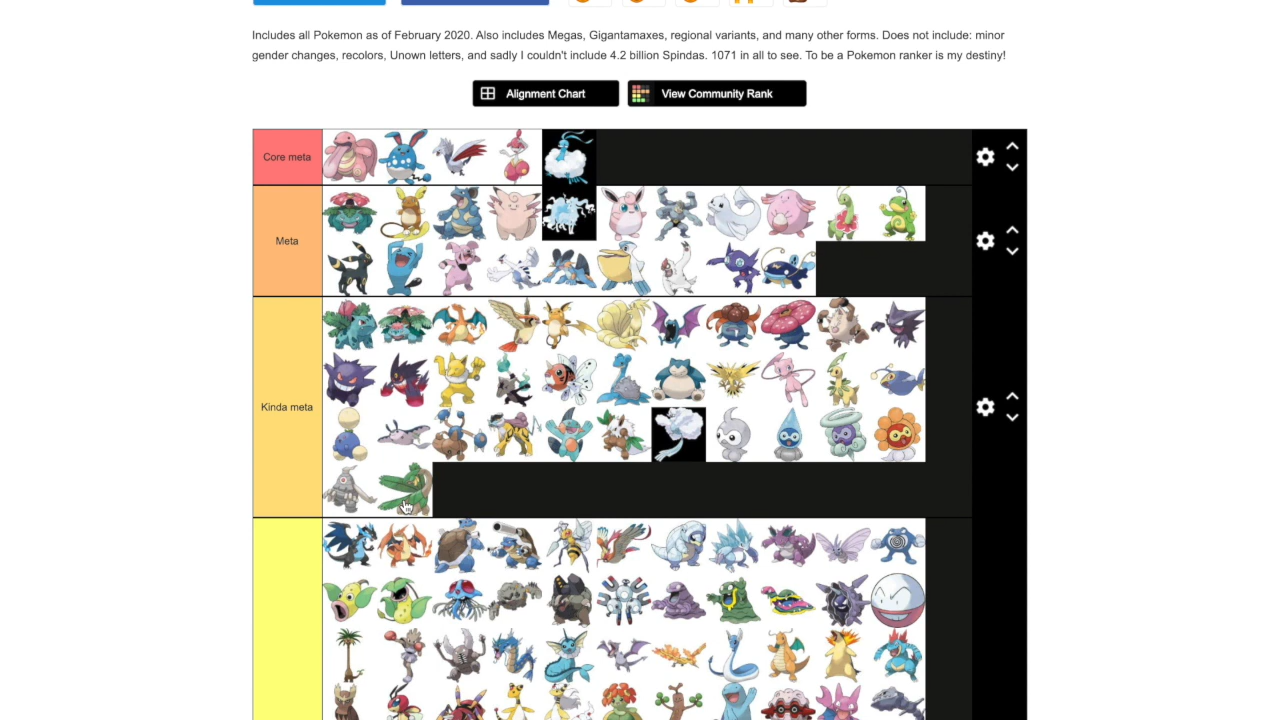 Includes all Pokemon as of February 2020. Also includes Megas, Gigantamaxes, regional variants, and many other forms. Does not include: minor
gender changes, recolors, Unown letters, and sadly I couldn't include 4.2 billion Spindas. 1071 in all to see. To be a Pokemon ranker is my destiny!
Alignment Chart
View Community Rank
Core meta
Meta
Kinda meta